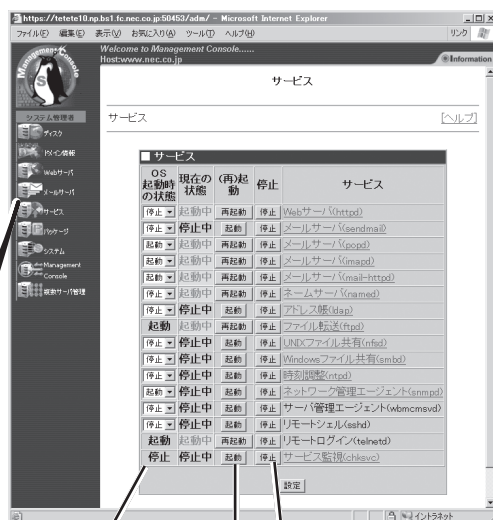 https://tetete10.np.bs1.fc.nec.co.jp:50453/adm/ - Microsoft Internet Explorer
ファイル(F) 編集(E) 表示(V) お気に入り(A) ツール(T) ヘルプ(H) リンク
Management Console
Welcome to Management Console......
Host:www.nec.co.jp
Information
サービス
サービス [ヘルプ]
システム管理者
ディスク
ドメイン情報
Webサーバ
メールサーバ
サービス
パッケージ
システム
Management Console
複数サーバ管理
■ サービス
OS起動時の状態 現在の状態 (再)起動 停止 サービス
停止 起動中 再起動 停止 Webサーバ(httpd)
停止 停止中 起動 停止 メールサーバ(sendmail)
起動 起動中 再起動 停止 メールサーバ(popd)
起動 起動中 再起動 停止 メールサーバ(imapd)
起動 起動中 再起動 停止 メールサーバ(mail-httpd)
停止 起動中 再起動 停止 ネームサーバ(named)
停止 停止中 起動 停止 アドレス帳(ldap)
起動 起動中 再起動 停止 ファイル転送(ftpd)
停止 停止中 起動 停止 UNIXファイル共有(nfsd)
停止 停止中 起動 停止 Windowsファイル共有(smbd)
停止 停止中 起動 停止 時刻調整(ntpd)
起動 停止中 起動 停止 ネットワーク管理エージェント(snmpd)
停止 停止中 起動 停止 サーバ管理エージェント(wbmcmsvd)
停止 停止中 起動 停止 リモートシェル(sshd)
起動 起動中 再起動 停止 リモートログイン(telnetd)
停止 停止中 起動 停止 サービス監視(chksvc)
設定
イントラネット